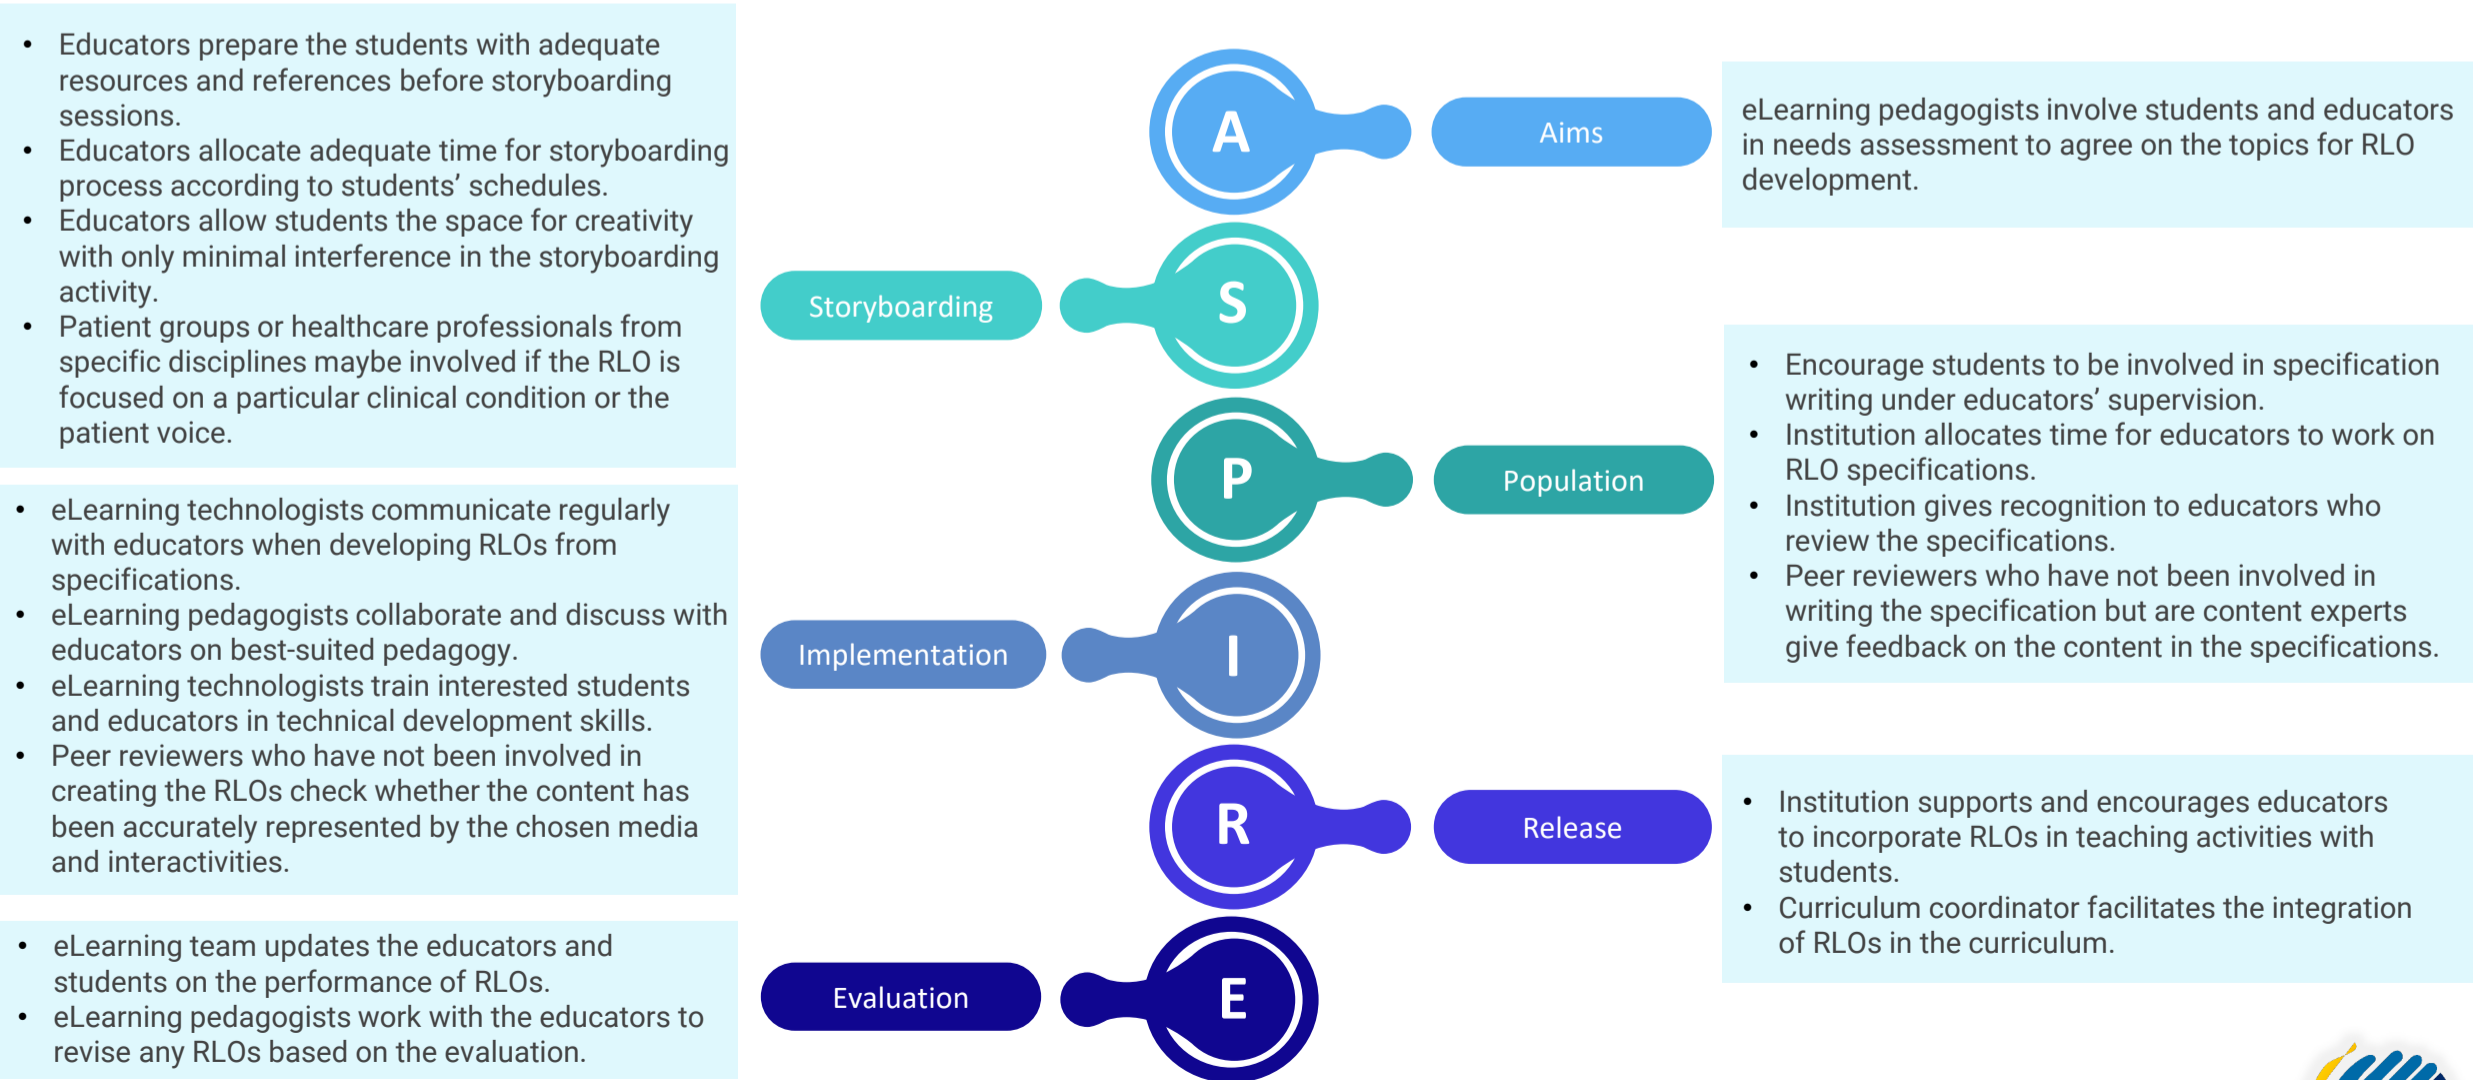 A
Aims
eLearning pedagogists involve students and educators
in needs assessment to agree on the topics for RLO
development.
• Educators prepare the students with adequate
resources and references before storyboarding
sessions.
• Educators allocate adequate time for storyboarding
process according to students’ schedules.
• Educators allow students the space for creativity
with only minimal interference in the storyboarding
activity.
• Patient groups or healthcare professionals from
specific disciplines maybe involved if the RLO is
focused on a particular clinical condition or the
patient voice.
Storyboarding
S
P
Population
• Encourage students to be involved in specification
writing under educators’ supervision.
• Institution allocates time for educators to work on
RLO specifications.
• Institution gives recognition to educators who
review the specifications.
• Peer reviewers who have not been involved in
writing the specification but are content experts
give feedback on the content in the specifications.
• eLearning technologists communicate regularly
with educators when developing RLOs from
specifications.
• eLearning pedagogists collaborate and discuss with
educators on best-suited pedagogy.
• eLearning technologists train interested students
and educators in technical development skills.
• Peer reviewers who have not been involved in
creating the RLOs check whether the content has
been accurately represented by the chosen media
and interactivities.
Implementation
I
R
Release
• Institution supports and encourages educators
to incorporate RLOs in teaching activities with
students.
• Curriculum coordinator facilitates the integration
of RLOs in the curriculum.
• eLearning team updates the educators and
students on the performance of RLOs.
• eLearning pedagogists work with the educators to
revise any RLOs based on the evaluation.
Evaluation
E